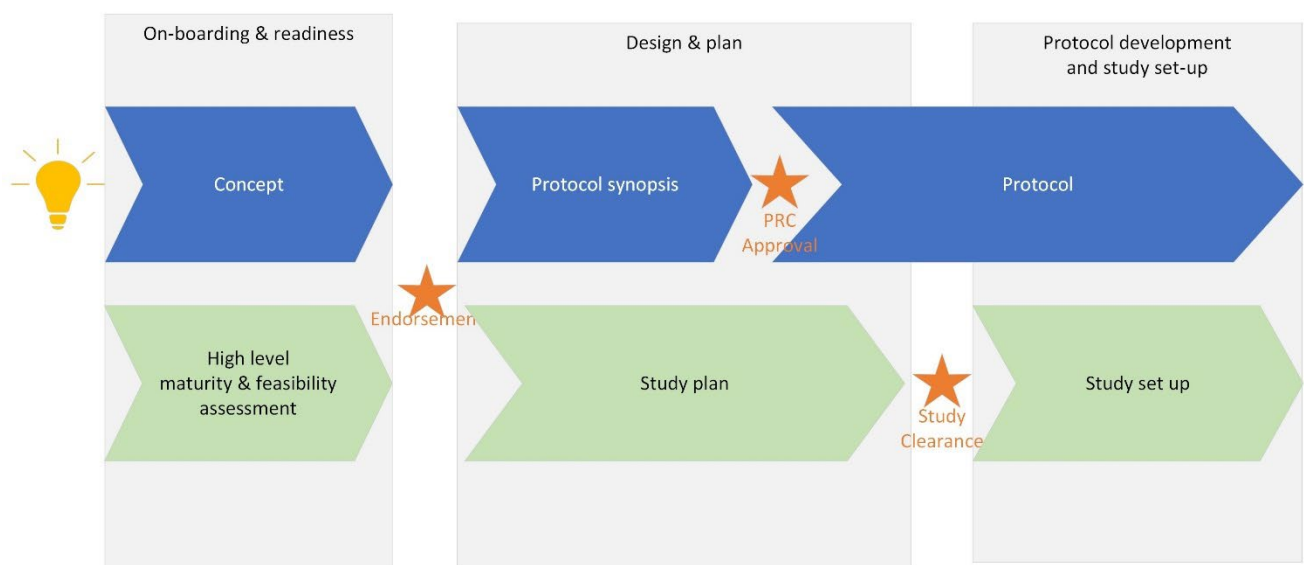 On-boarding & readiness
Design & plan
Protocol development
and study set-up
Concept
Protocol synopsis
PRC
Approval
Protocol
Endorsemen
High level
maturity & feasibility
assessment
Study plan
Study
Clearance
Study set up